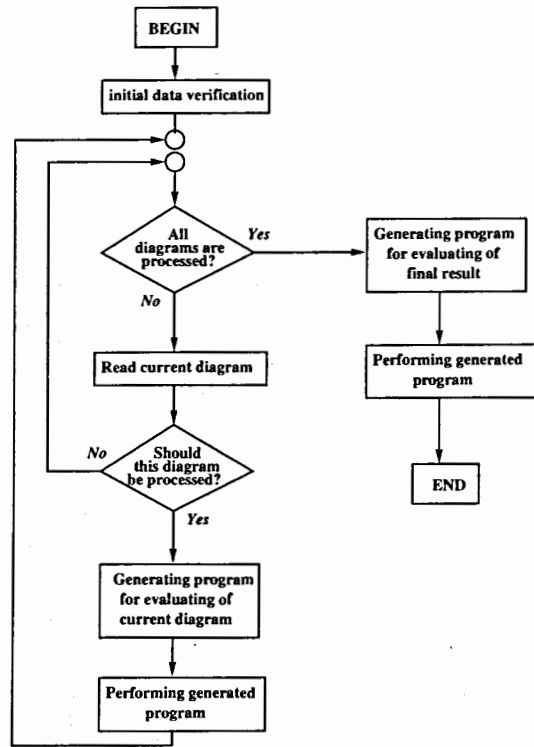 BEGIN
initial data verification
All
diagrams are
processed?
Yes
No
Generating program
for evaluating of
final result
Read current diagram
Performing generated
program
Should
this diagram
be processed?
No
Yes
END
Generating program
for evaluating of
current diagram
Performing generated
program